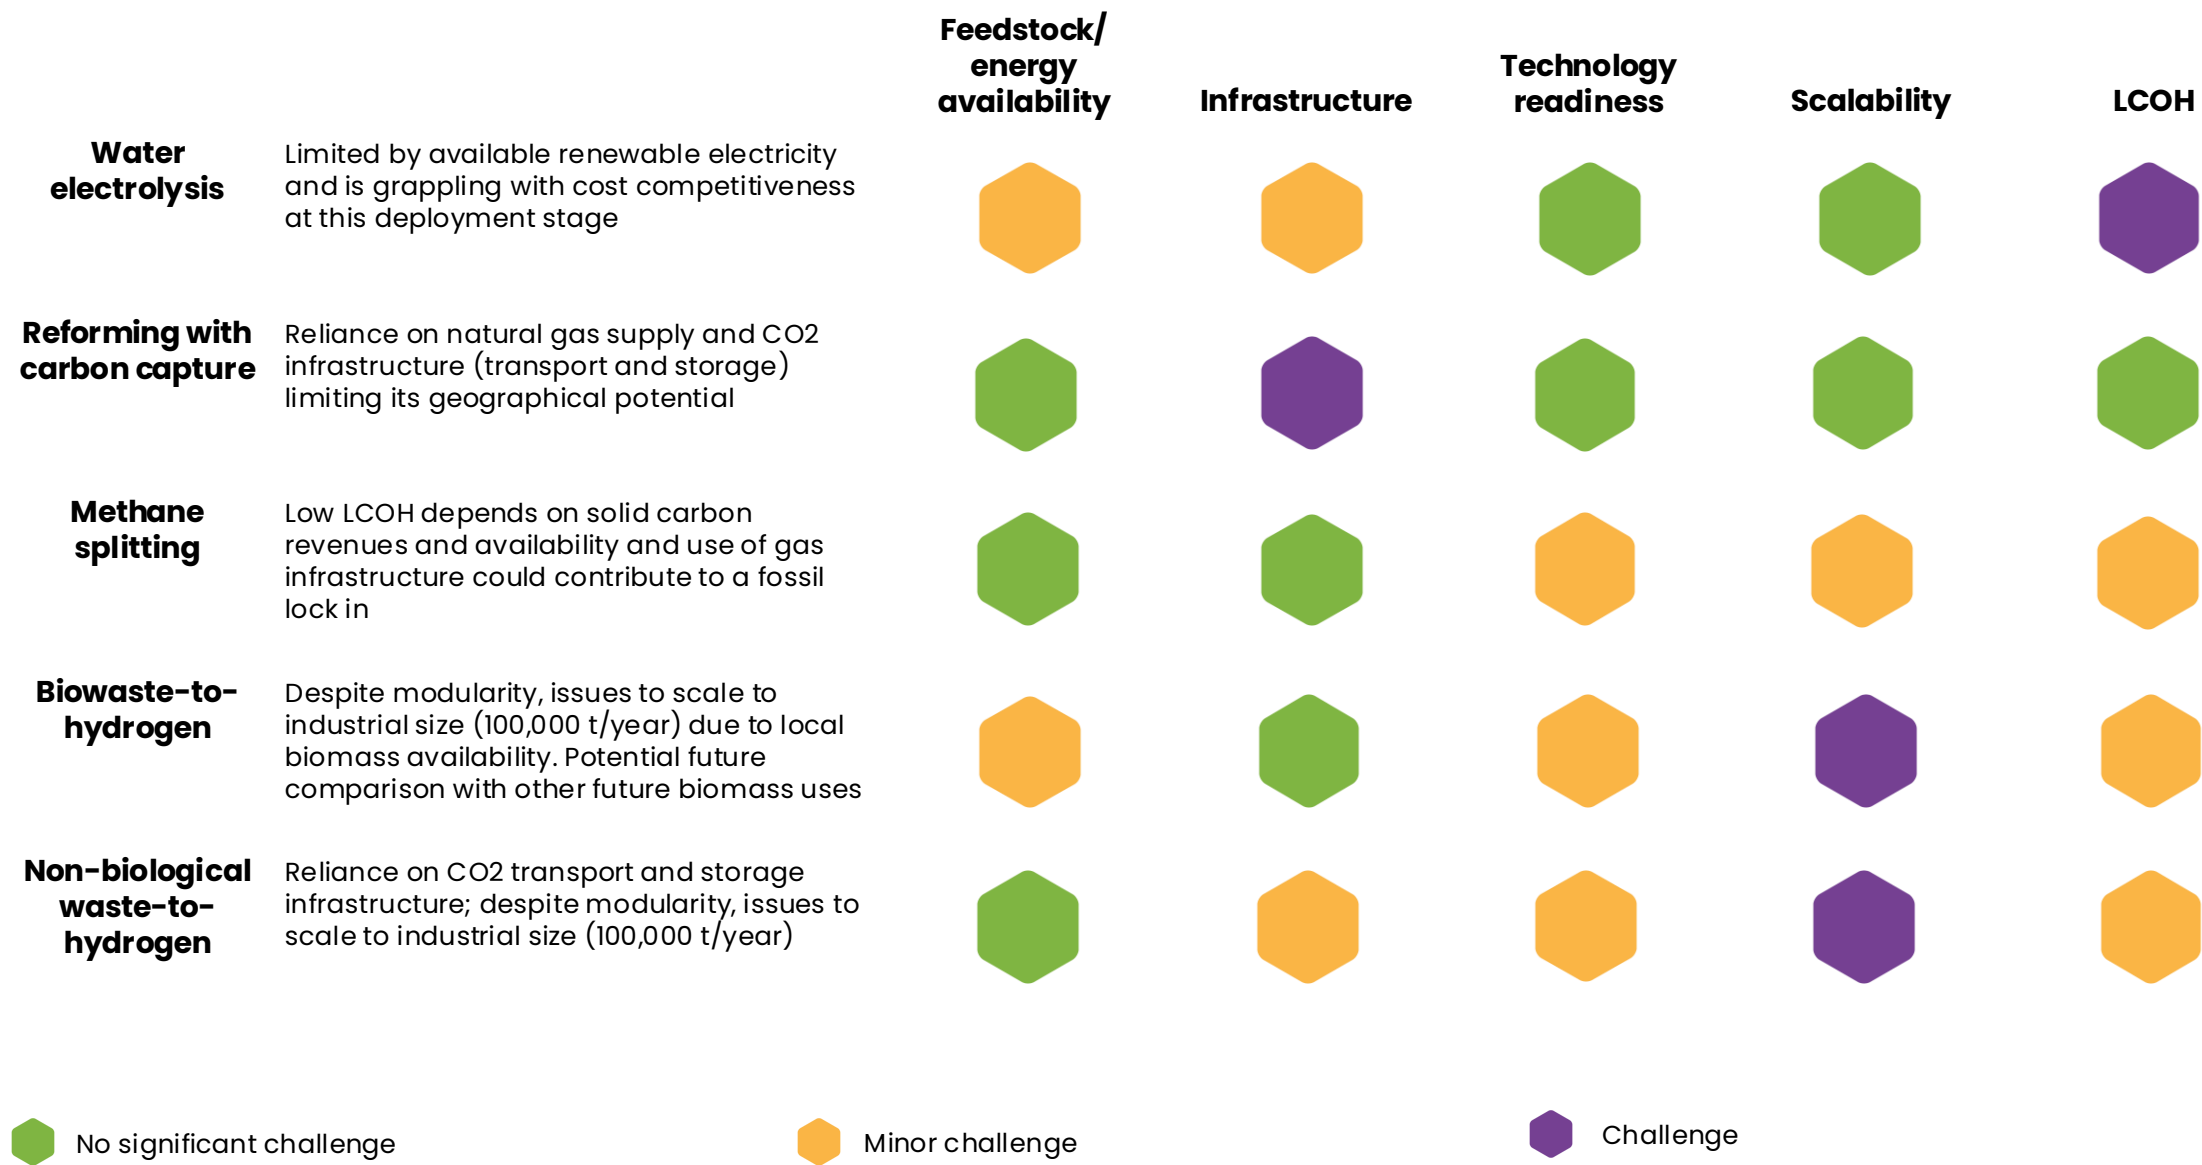 Feedstock/
energy
availability
Infrastructure
Technology
readiness
Scalability
LCOH
Water
electrolysis
Limited by available renewable electricity
and is grappling with cost competitiveness
at this deployment stage
Reforming with
carbon capture
Reliance on natural gas supply and CO2
infrastructure (transport and storage)
limiting its geographical potential
Methane
splitting
Low LCOH depends on solid carbon
revenues and availability and use of gas
infrastructure could contribute to a fossil
lock in
Biowaste-to-
hydrogen
Despite modularity, issues to scale to
industrial size (100,000 t/year) due to local
biomass availability. Potential future
comparison with other future biomass uses
Non-biological
waste-to-
hydrogen
Reliance on CO2 transport and storage
infrastructure; despite modularity, issues to
scale to industrial size (100,000 t/year)
No significant challenge
Minor challenge
Challenge